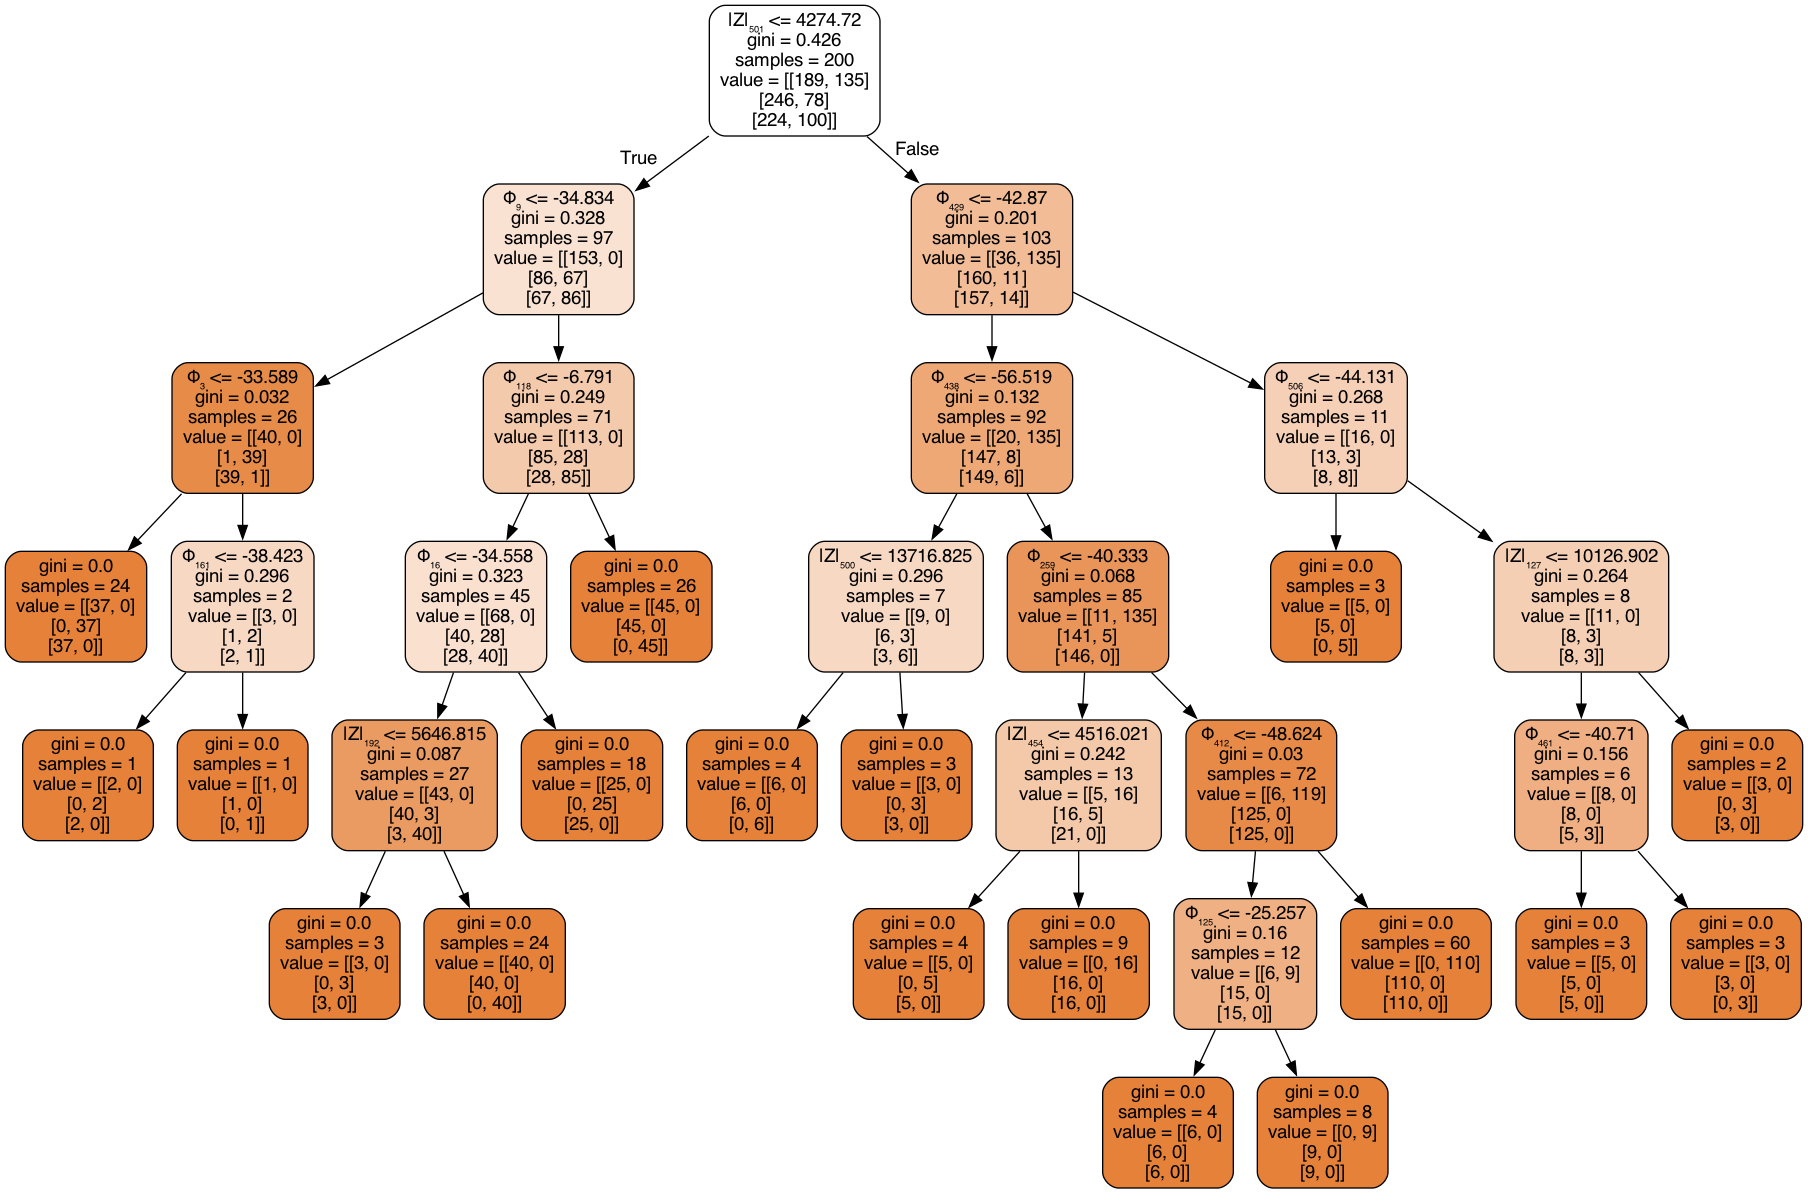 |Z|₅₀₁ <= 4274.72
gini = 0.426
samples = 200
value = [[189, 135]
[246, 78]
[224, 100]]
True
False
Φ₉ <= -34.834
gini = 0.328
samples = 97
value = [[153, 0]
[86, 67]
[67, 86]]
Φ₄₂₉ <= -42.87
gini = 0.201
samples = 103
value = [[36, 135]
[160, 11]
[157, 14]]
Φ₃ <= -33.589
gini = 0.032
samples = 26
value = [[40, 0]
[1, 39]
[39, 1]]
Φ₁₁₈ <= -6.791
gini = 0.249
samples = 71
value = [[113, 0]
[85, 28]
[28, 85]]
Φ₄₃₈ <= -56.519
gini = 0.132
samples = 92
value = [[20, 135]
[147, 8]
[149, 6]]
Φ₅₀₆ <= -44.131
gini = 0.268
samples = 11
value = [[16, 0]
[13, 3]
[8, 8]]
gini = 0.0
samples = 24
value = [[37, 0]
[0, 37]
[37, 0]]
Φ₁₆₁ <= -38.423
gini = 0.296
samples = 2
value = [[3, 0]
[1, 2]
[2, 1]]
Φ₁₆ <= -34.558
gini = 0.323
samples = 45
value = [[68, 0]
[40, 28]
[28, 40]]
gini = 0.0
samples = 26
value = [[45, 0]
[45, 0]
[0, 45]]
|Z|₅₀₀ <= 13716.825
gini = 0.296
samples = 7
value = [[9, 0]
[6, 3]
[3, 6]]
Φ₂₅₉ <= -40.333
gini = 0.068
samples = 85
value = [[11, 135]
[141, 5]
[146, 0]]
gini = 0.0
samples = 3
value = [[5, 0]
[5, 0]
[0, 5]]
|Z|₁₂₇ <= 10126.902
gini = 0.264
samples = 8
value = [[11, 0]
[8, 3]
[8, 3]]
gini = 0.0
samples = 1
value = [[2, 0]
[0, 2]
[2, 0]]
gini = 0.0
samples = 1
value = [[1, 0]
[1, 0]
[0, 1]]
|Z|₁₉₂ <= 5646.815
gini = 0.087
samples = 27
value = [[43, 0]
[40, 3]
[3, 40]]
gini = 0.0
samples = 18
value = [[25, 0]
[0, 25]
[25, 0]]
gini = 0.0
samples = 4
value = [[6, 0]
[6, 0]
[0, 6]]
gini = 0.0
samples = 3
value = [[3, 0]
[0, 3]
[3, 0]]
|Z|₄₅₄ <= 4516.021
gini = 0.242
samples = 13
value = [[5, 16]
[16, 5]
[21, 0]]
Φ₄₁₂ <= -48.624
gini = 0.03
samples = 72
value = [[6, 119]
[125, 0]
[125, 0]]
Φ₄₆₁ <= -40.71
gini = 0.156
samples = 6
value = [[8, 0]
[8, 0]
[5, 3]]
gini = 0.0
samples = 2
value = [[3, 0]
[0, 3]
[3, 0]]
gini = 0.0
samples = 3
value = [[3, 0]
[0, 3]
[3, 0]]
gini = 0.0
samples = 24
value = [[40, 0]
[40, 0]
[0, 40]]
gini = 0.0
samples = 4
value = [[5, 0]
[0, 5]
[5, 0]]
gini = 0.0
samples = 9
value = [[0, 16]
[16, 0]
[16, 0]]
Φ₁₂₅ <= -25.257
gini = 0.16
samples = 12
value = [[6, 9]
[15, 0]
[15, 0]]
gini = 0.0
samples = 60
value = [[0, 110]
[110, 0]
[110, 0]]
gini = 0.0
samples = 3
value = [[5, 0]
[5, 0]
[5, 0]]
gini = 0.0
samples = 3
value = [[3, 0]
[3, 0]
[0, 3]]
gini = 0.0
samples = 4
value = [[6, 0]
[6, 0]
[6, 0]]
gini = 0.0
samples = 8
value = [[0, 9]
[9, 0]
[9, 0]]